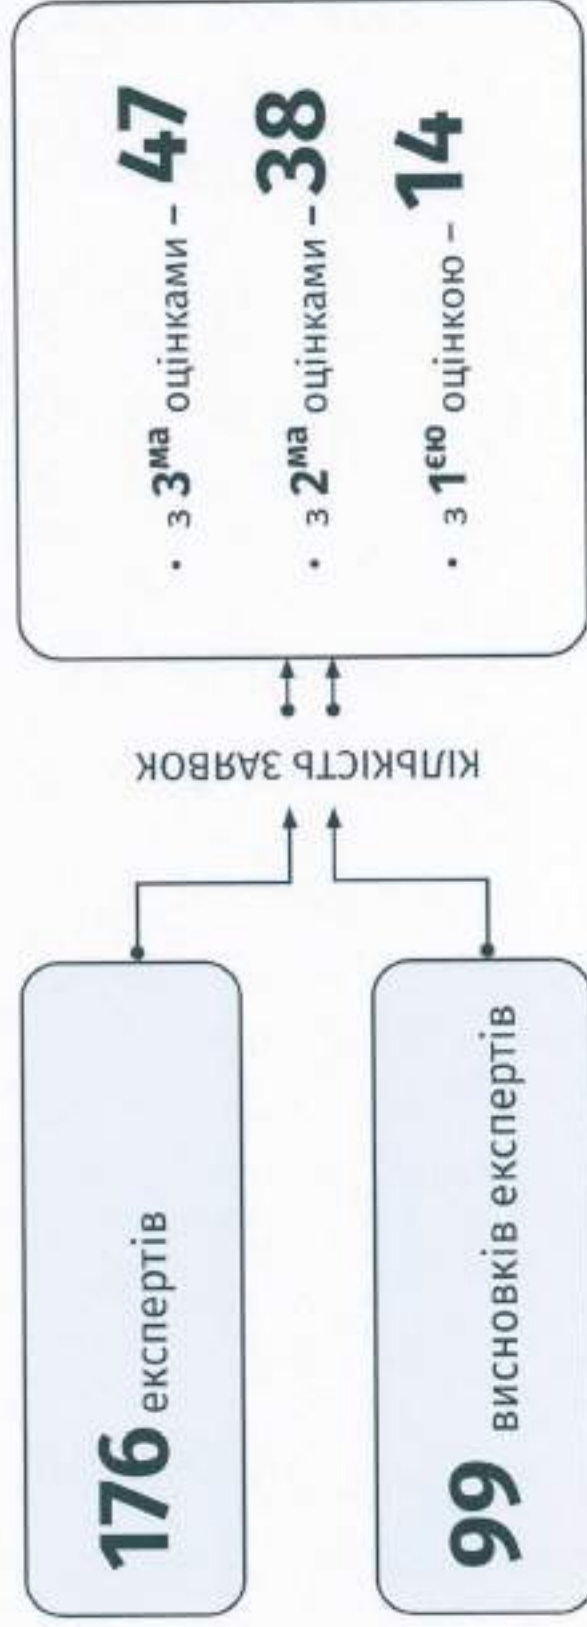 176 експертів
99 висновків експертів
КІЛЬКІСТЬ ЗАЯВОК
• з 3ма оцінками – 47
• з 2ма оцінками – 38
• з 1єю оцінкою – 14